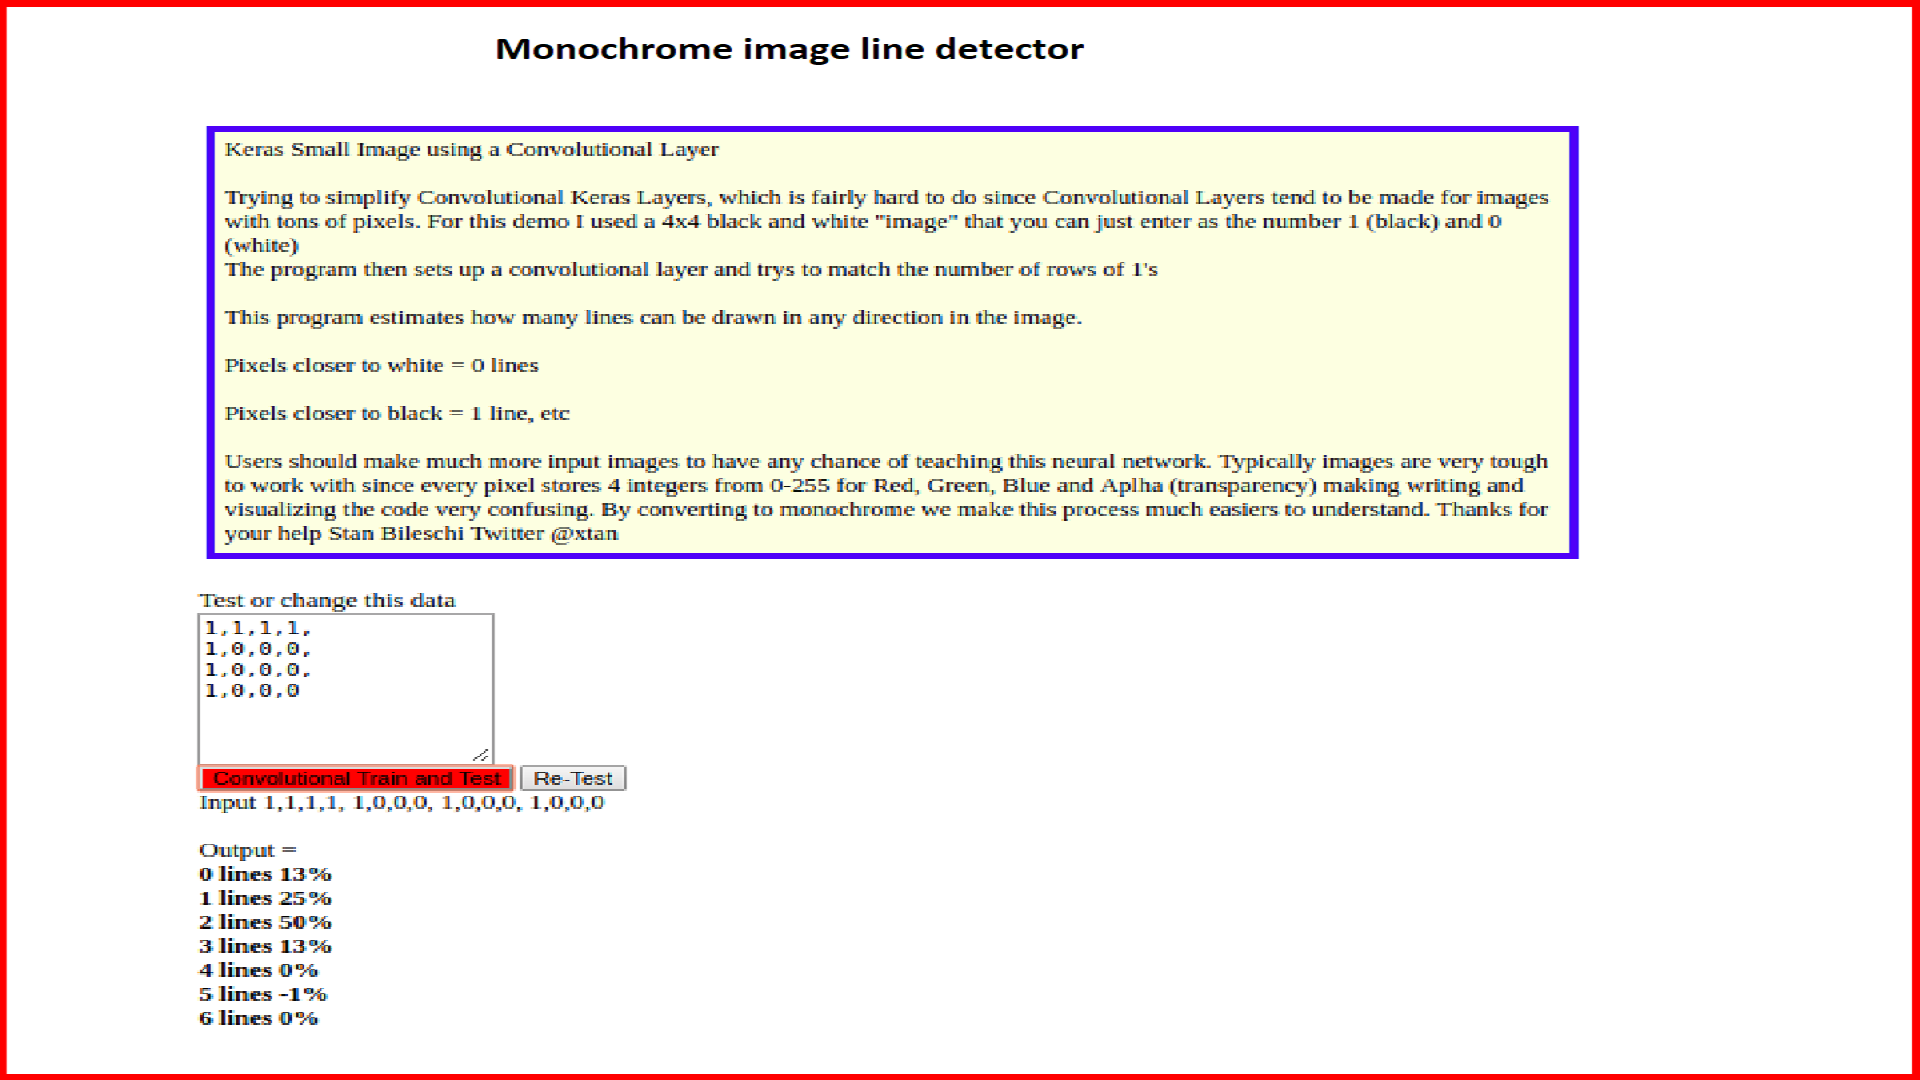 Monochrome image line detector
Keras Small Image using a Convolutional Layer
Trying to simplify Convolutional Keras Layers, which is fairly hard to do since Convolutional Layers tend to be made for images
with tons of pixels. For this demo I used a 4x4 black and white "image" that you can just enter as the number 1 (black) and 0
(white)
The program then sets up a convolutional layer and trys to match the number of rows of 1's
This program estimates how many lines can be drawn in any direction in the image.
Pixels closer to white = 0 lines
Pixels closer to black = 1 line, etc
Users should make much more input images to have any chance of teaching this neural network. Typically images are very tough
to work with since every pixel stores 4 integers from 0-255 for Red, Green, Blue and Aplha (transparency) making writing and
visualizing the code very confusing. By converting to monochrome we make this process much easiers to understand. Thanks for
your help Stan Bileschi Twitter @xtan
Test or change this data
1,1,1,1,
1,0,0,0,
1,0,0,0,
1,0,0,0
Convolutional Train and Test Re-Test
Input 1,1,1,1, 1,0,0,0, 1,0,0,0, 1,0,0,0
Output =
0 lines 13%
1 lines 25%
2 lines 50%
3 lines 13%
4 lines 0%
5 lines -1%
6 lines 0%